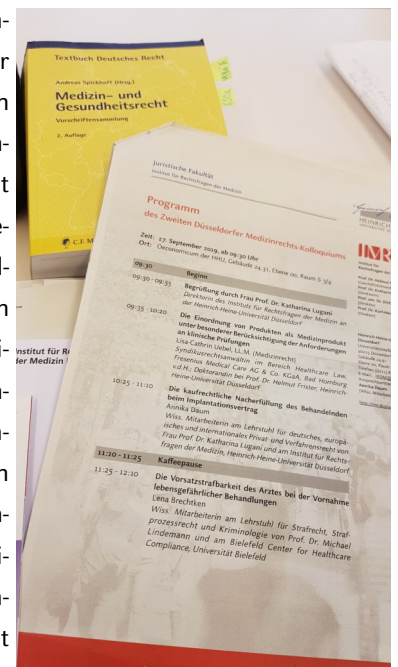 Textbuch Deutsches Recht
Andreas Spickhoff (Hrsg.)
Medizin- und
Gesundheitsrecht
Vorschriftensammlung
2. Auflage
C.F. M
Juristische Fakultät
Institut für Rechtsfragen der Medizin
HEINRICH
Programm
des Zweiten Düsseldorfer Medizinrechts-Kolloquiums
Zeit: 27. September 2019, ab 09:30 Uhr
Ort: Oeconomicum der HHU, Gebäude 24.31, Ebene 00, Raum S 3/4
09:30 Beginn
09:30 - 09:35 Begrüßung durch Frau Prof. Dr. Katharina Lugani
Direktorin des Instituts für Rechtsfragen der Medizin an
der Heinrich-Heine-Universität Düsseldorf
09:35 - 10:20 Die Einordnung von Produkten als Medizinprodukt
unter besonderer Berücksichtigung der Anforderungen
an klinische Prüfungen
Lisa-Cathrin Uebel, LL.M. (Medizinrecht)
Syndikusrechtsanwältin im Bereich Healthcare Law,
Fresenius Medical Care AG & Co. KGaA, Bad Homburg
v.d.H.; Doktorandin bei Prof. Dr. Helmut Frister, Heinrich-
Heine-Universität Düsseldorf
10:25 - 11:10 Die kaufrechtliche Nacherfüllung des Behandelnden
beim Implantationsvertrag
Annika Daum
Wiss. Mitarbeiterin am Lehrstuhl für deutsches, europä-
isches und internationales Privat- und Verfahrensrecht von
Frau Prof. Dr. Katharina Lugani und am Institut für Rechts-
fragen der Medizin, Heinrich-Heine-Universität Düsseldorf
11:10 - 11:25 Kaffeepause
11:25 - 12:10 Die Vorsatzstrafbarkeit des Arztes bei der Vornahme
lebensgefährlicher Behandlungen
Lena Brechtken
Wiss. Mitarbeiterin am Lehrstuhl für Strafrecht, Straf-
prozessrecht und Kriminologie von Prof. Dr. Michael
Lindemann und am Bielefeld Center for Healthcare
Compliance, Universität Bielefeld
IMR
nstitut für R
der Medizin